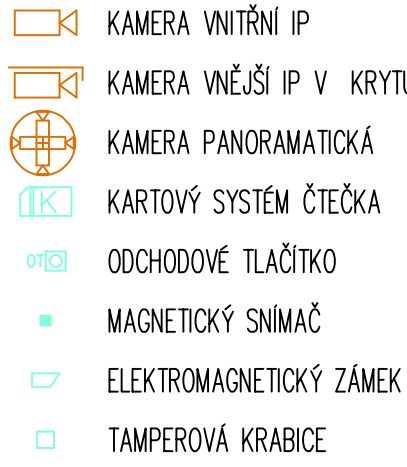 KAMERA VNITŘNÍ IP
KAMERA VNĚJŠÍ IP V KRYTU
KAMERA PANORAMATICKÁ
K KARTOVÝ SYSTÉM ČTEČKA
OT ODCHODOVÉ TLAČÍTKO
MAGNETICKÝ SNÍMAČ
ELEKTROMAGNETICKÝ ZÁMEK
TAMPEROVÁ KRABICE